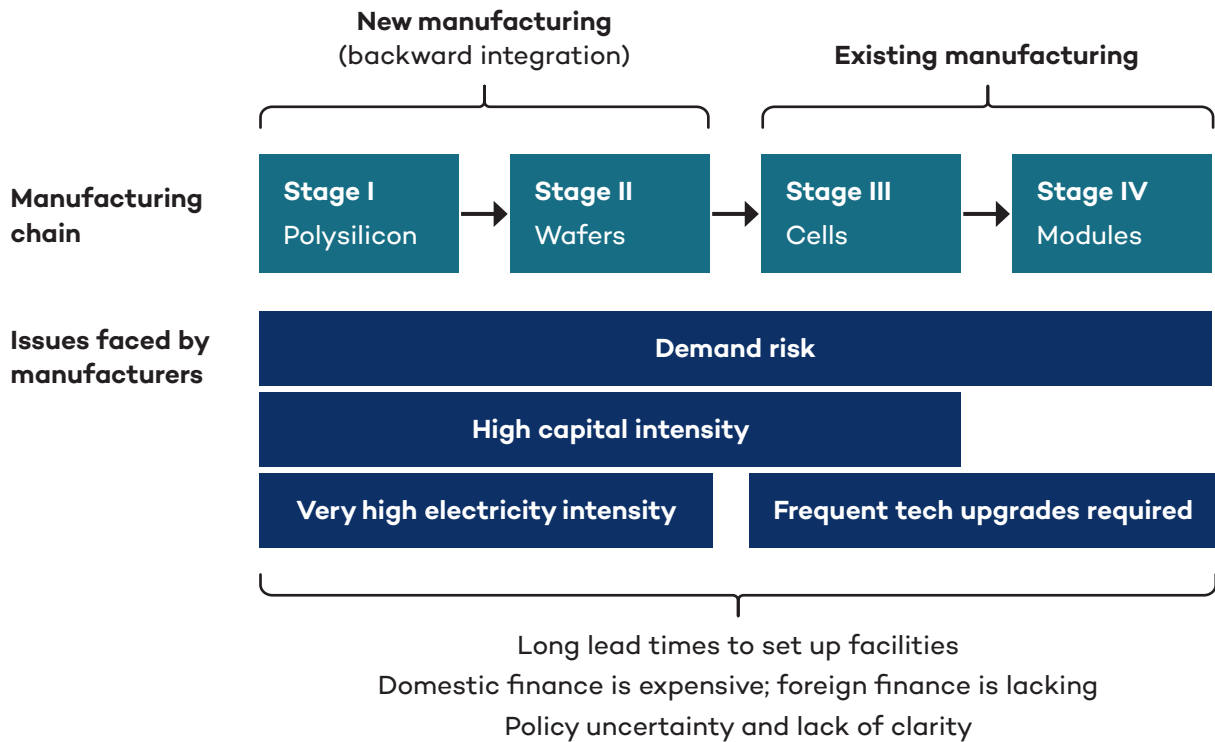 New manufacturing
(backward integration)
Existing manufacturing
Manufacturing
chain
Stage I
Polysilicon
Stage II
Wafers
Stage III
Cells
Stage IV
Modules
Issues faced by
manufacturers
Demand risk
High capital intensity
Very high electricity intensity
Frequent tech upgrades required
Long lead times to set up facilities
Domestic finance is expensive; foreign finance is lacking
Policy uncertainty and lack of clarity